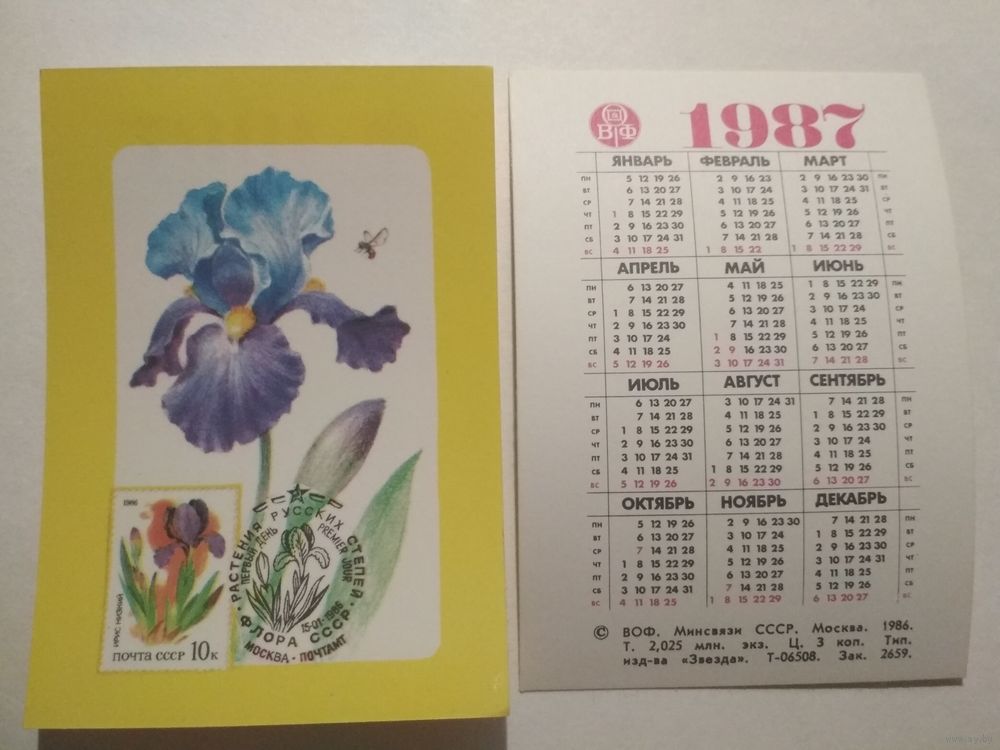 1986
ИРИС НИЗКИЙ
ПОЧТА СССР 10к
РАСТЕНИЯ РУССКИХ СТЕПЕЙ
ПЕРВЫЙ ДЕНЬ
PREMIER JOUR
15-01-1986
ФЛОРА СССР
МОСКВА · ПОЧТАМТ
ВФ 1987
ЯНВАРЬ ФЕВРАЛЬ МАРТ
ПН 5 12 19 26 2 9 16 23 2 9 16 23 30 ПН
ВТ 6 13 20 27 3 10 17 24 3 10 17 24 31 ВТ
СР 7 14 21 28 4 11 18 25 4 11 18 25 СР
ЧТ 1 8 15 22 29 5 12 19 26 5 12 19 26 ЧТ
ПТ 2 9 16 23 30 6 13 20 27 6 13 20 27 ПТ
СБ 3 10 17 24 31 7 14 21 28 7 14 21 28 СБ
ВС 4 11 18 25 1 8 15 22 1 8 15 22 29 ВС
АПРЕЛЬ МАЙ ИЮНЬ
ПН 6 13 20 27 4 11 18 25 1 8 15 22 29 ПН
ВТ 7 14 21 28 5 12 19 26 2 9 16 23 30 ВТ
СР 1 8 15 22 29 6 13 20 27 3 10 17 24 СР
ЧТ 2 9 16 23 30 7 14 21 28 4 11 18 25 ЧТ
ПТ 3 10 17 24 1 8 15 22 29 5 12 19 26 ПТ
СБ 4 11 18 25 2 9 16 23 30 6 13 20 27 СБ
ВС 5 12 19 26 3 10 17 24 31 7 14 21 28 ВС
ИЮЛЬ АВГУСТ СЕНТЯБРЬ
ПН 6 13 20 27 3 10 17 24 31 7 14 21 28 ПН
ВТ 7 14 21 28 4 11 18 25 1 8 15 22 29 ВТ
СР 1 8 15 22 29 5 12 19 26 2 9 16 23 30 СР
ЧТ 2 9 16 23 30 6 13 20 27 3 10 17 24 ЧТ
ПТ 3 10 17 24 31 7 14 21 28 4 11 18 25 ПТ
СБ 4 11 18 25 1 8 15 22 29 5 12 19 26 СБ
ВС 5 12 19 26 2 9 16 23 30 6 13 20 27 ВС
ОКТЯБРЬ НОЯБРЬ ДЕКАБРЬ
ПН 5 12 19 26 2 9 16 23 30 7 14 21 28 ПН
ВТ 6 13 20 27 3 10 17 24 1 8 15 22 29 ВТ
СР 7 14 21 28 4 11 18 25 2 9 16 23 30 СР
ЧТ 1 8 15 22 29 5 12 19 26 3 10 17 24 31 ЧТ
ПТ 2 9 16 23 30 6 13 20 27 4 11 18 25 ПТ
СБ 3 10 17 24 31 7 14 21 28 5 12 19 26 СБ
ВС 4 11 18 25 1 8 15 22 29 6 13 20 27 ВС
© ВОФ. Минсвязи СССР. Москва. 1986.
Т. 2,025 млн. экз. Ц. 3 коп. Тип.
изд-ва «Звезда». Т-06508. Зак. 2659.